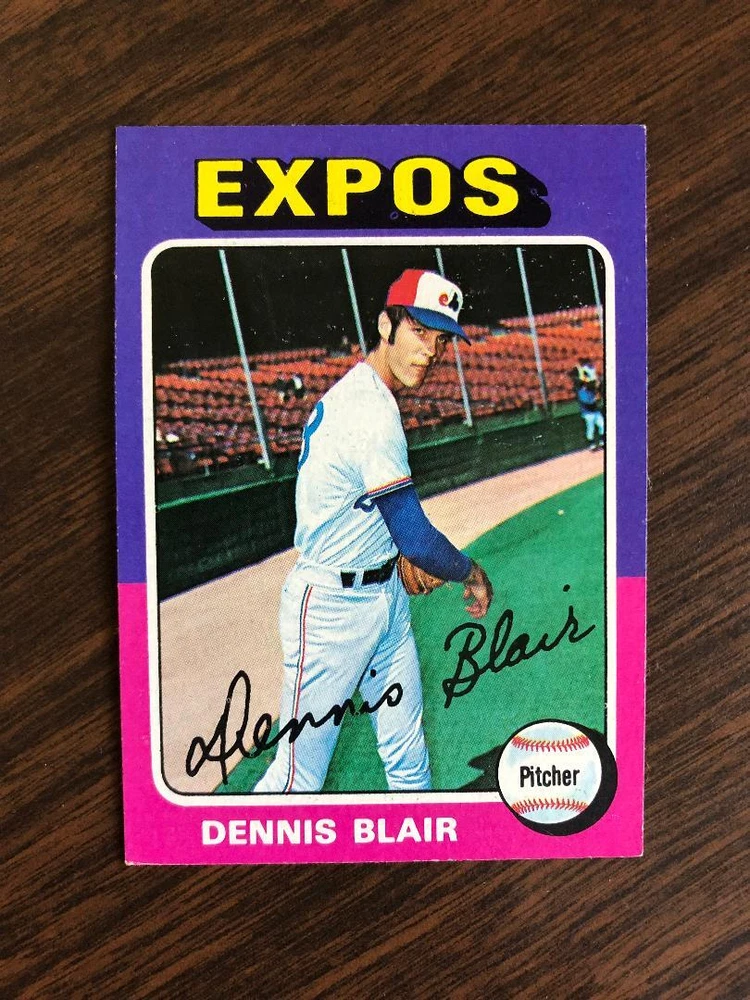 EXPOS
Dennis Blair
Pitcher
DENNIS BLAIR